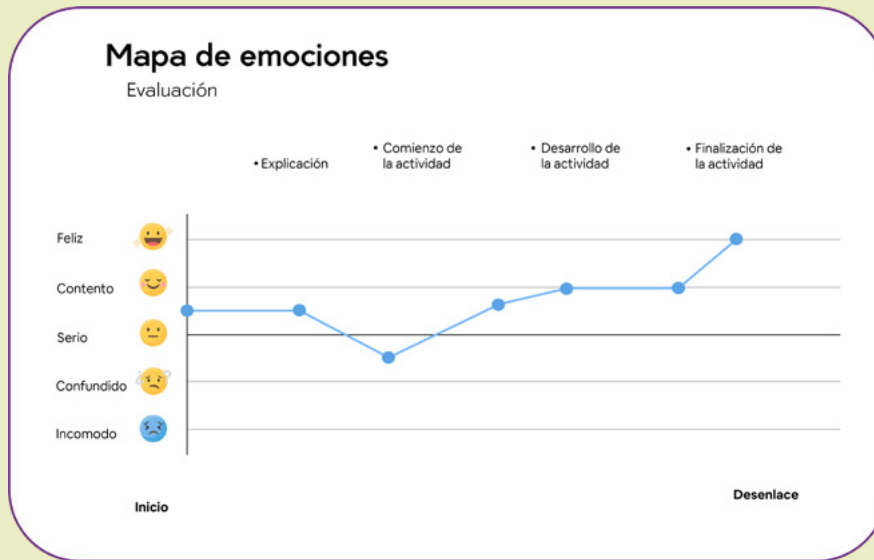 Mapa de emociones
Evaluación
• Explicación
• Comienzo de
la actividad
• Desarrollo de
la actividad
• Finalización de
la actividad
Feliz
Contento
Serio
Confundido
Incomodo
Inicio
Desenlace